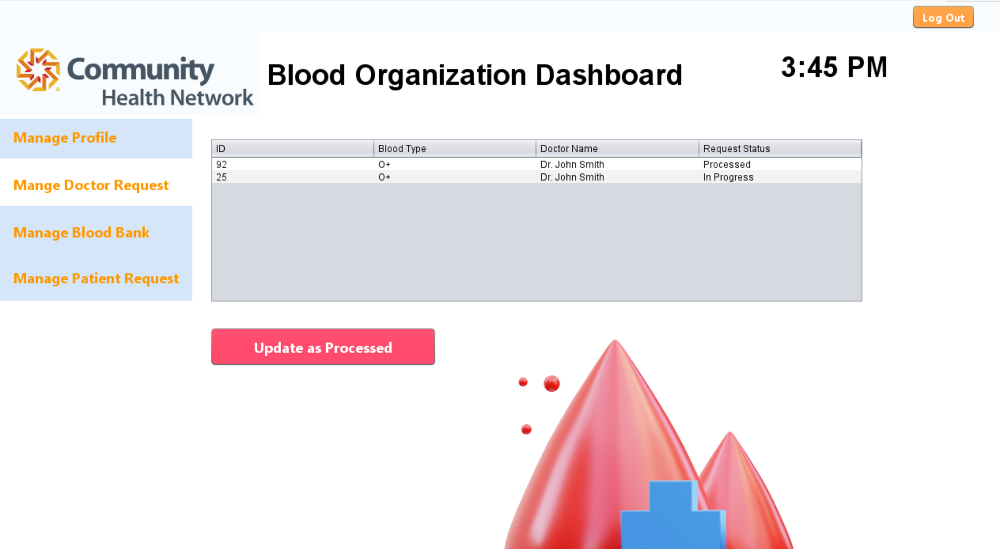 Log Out
Community
Health Network
Blood Organization Dashboard
3:45 PM
Manage Profile
Mange Doctor Request
Manage Blood Bank
Manage Patient Request
ID Blood Type Doctor Name Request Status
92 O+ Dr. John Smith Processed
25 O+ Dr. John Smith In Progress
Update as Processed